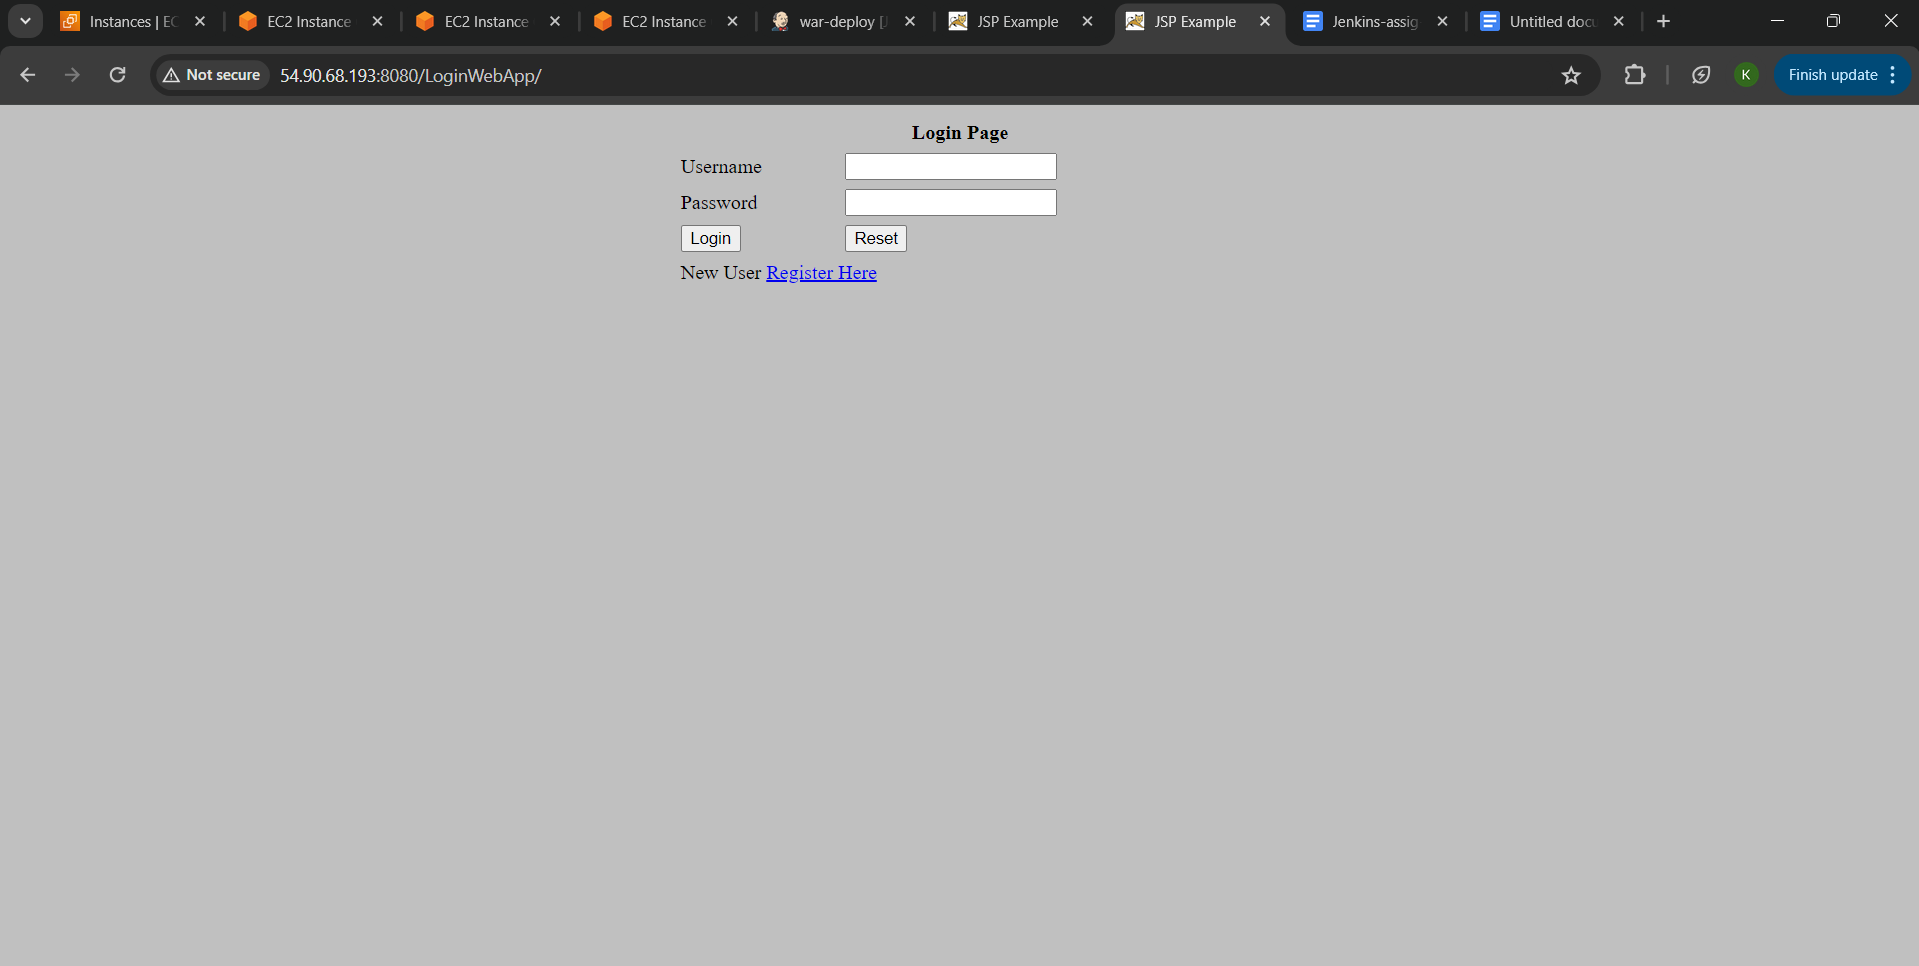 Instances | EC
EC2 Instance
EC2 Instance
EC2 Instance
war-deploy [J
JSP Example
JSP Example
Jenkins-assig
Untitled docu
Not secure
54.90.68.193:8080/LoginWebApp/
K
Finish update
Login Page
Username
Password
Login Reset
New User Register Here